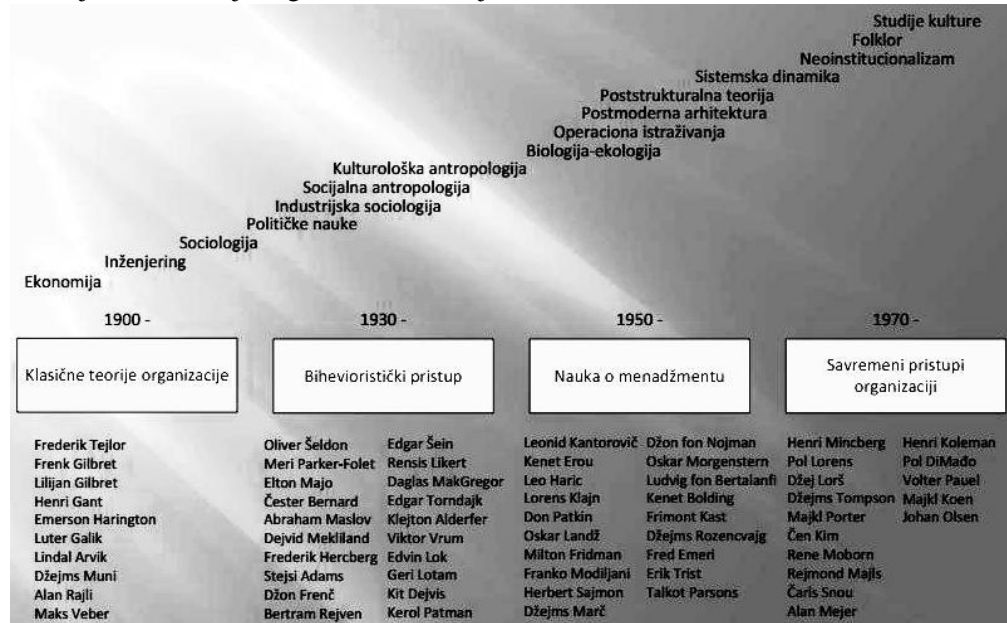 Studije kulture
Folklor
Neoinstitucionalizam
Sistemska dinamika
Poststrukturalna teorija
Postmoderna arhitektura
Operaciona istraživanja
Biologija-ekologija
Kulturološka antropologija
Socijalna antropologija
Industrijska sociologija
Političke nauke
Sociologija
Inženjering
Ekonomija
1900 -
1930 -
1950 -
1970 -
Klasične teorije organizacije
Bihevioristički pristup
Nauka o menadžmentu
Savremeni pristupi
organizaciji
Frederik Tejlor
Frenk Gilbret
Lilijan Gilbret
Henri Gant
Emerson Harington
Luter Galik
Lindal Arvik
Džejms Muni
Alan Rajli
Maks Veber
Oliver Šeldon
Meri Parker-Folet
Elton Majo
Čester Bernard
Abraham Maslov
Dejvid Mekliland
Frederik Hercberg
Stejsi Adams
Džon Frenč
Bertram Rejven
Edgar Šein
Rensis Likert
Daglas MakGregor
Edgar Torndajk
Klejton Alderfer
Viktor Vrum
Edvin Lok
Geri Lotam
Kit Dejvis
Kerol Patman
Leonid Kantorovič
Kenet Erou
Leo Haric
Lorens Klajn
Don Patkin
Oskar Landž
Milton Fridman
Franko Modiljani
Herbert Sajmon
Džejms Marč
Džon fon Nojman
Oskar Morgenstern
Ludvig fon Bertalanfi
Kenet Bolding
Frimont Kast
Džejms Rozencvajg
Fred Emeri
Erik Trist
Talkot Parsons
Henri Mincberg
Pol Lorens
Džej Lorš
Džejms Tompson
Majkl Porter
Čen Kim
Rene Moborn
Rejmond Majls
Čarls Snou
Alan Mejer
Henri Koleman
Pol DiMađo
Volter Pauel
Majkl Koen
Johan Olsen